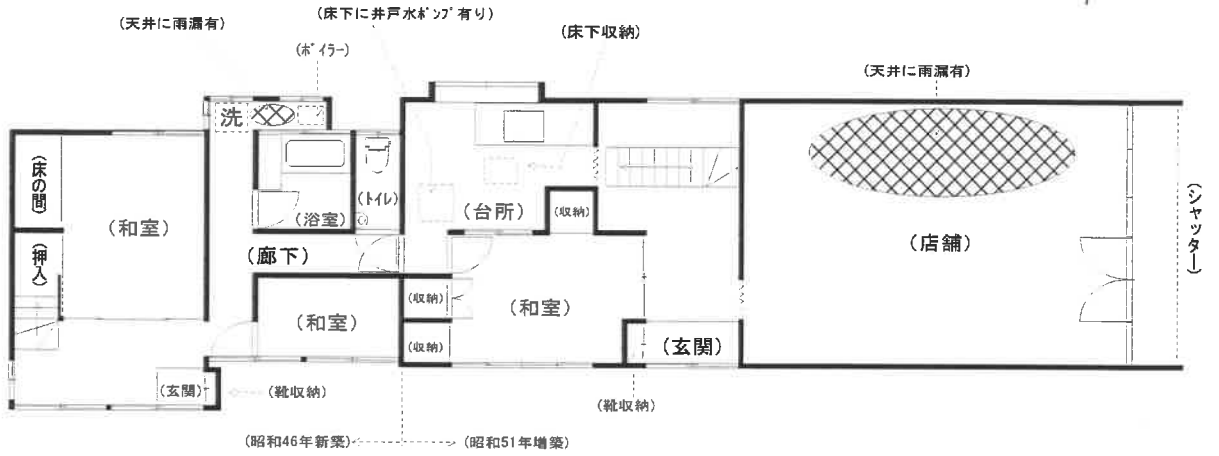 (天井に雨漏有)
(床下に井戸水ポンプ有り)
(床下収納)
(ボイラー)
(天井に雨漏有)
洗
(床の間)
(和室)
(浴室)
(トイレ)
(台所)
(収納)
(店舗)
(シャッター)
(押入)
(廊下)
(収納)
(和室)
(和室)
(収納)
(玄関)
(玄関)
(靴収納)
(靴収納)
(昭和46年新築)
(昭和51年増築)